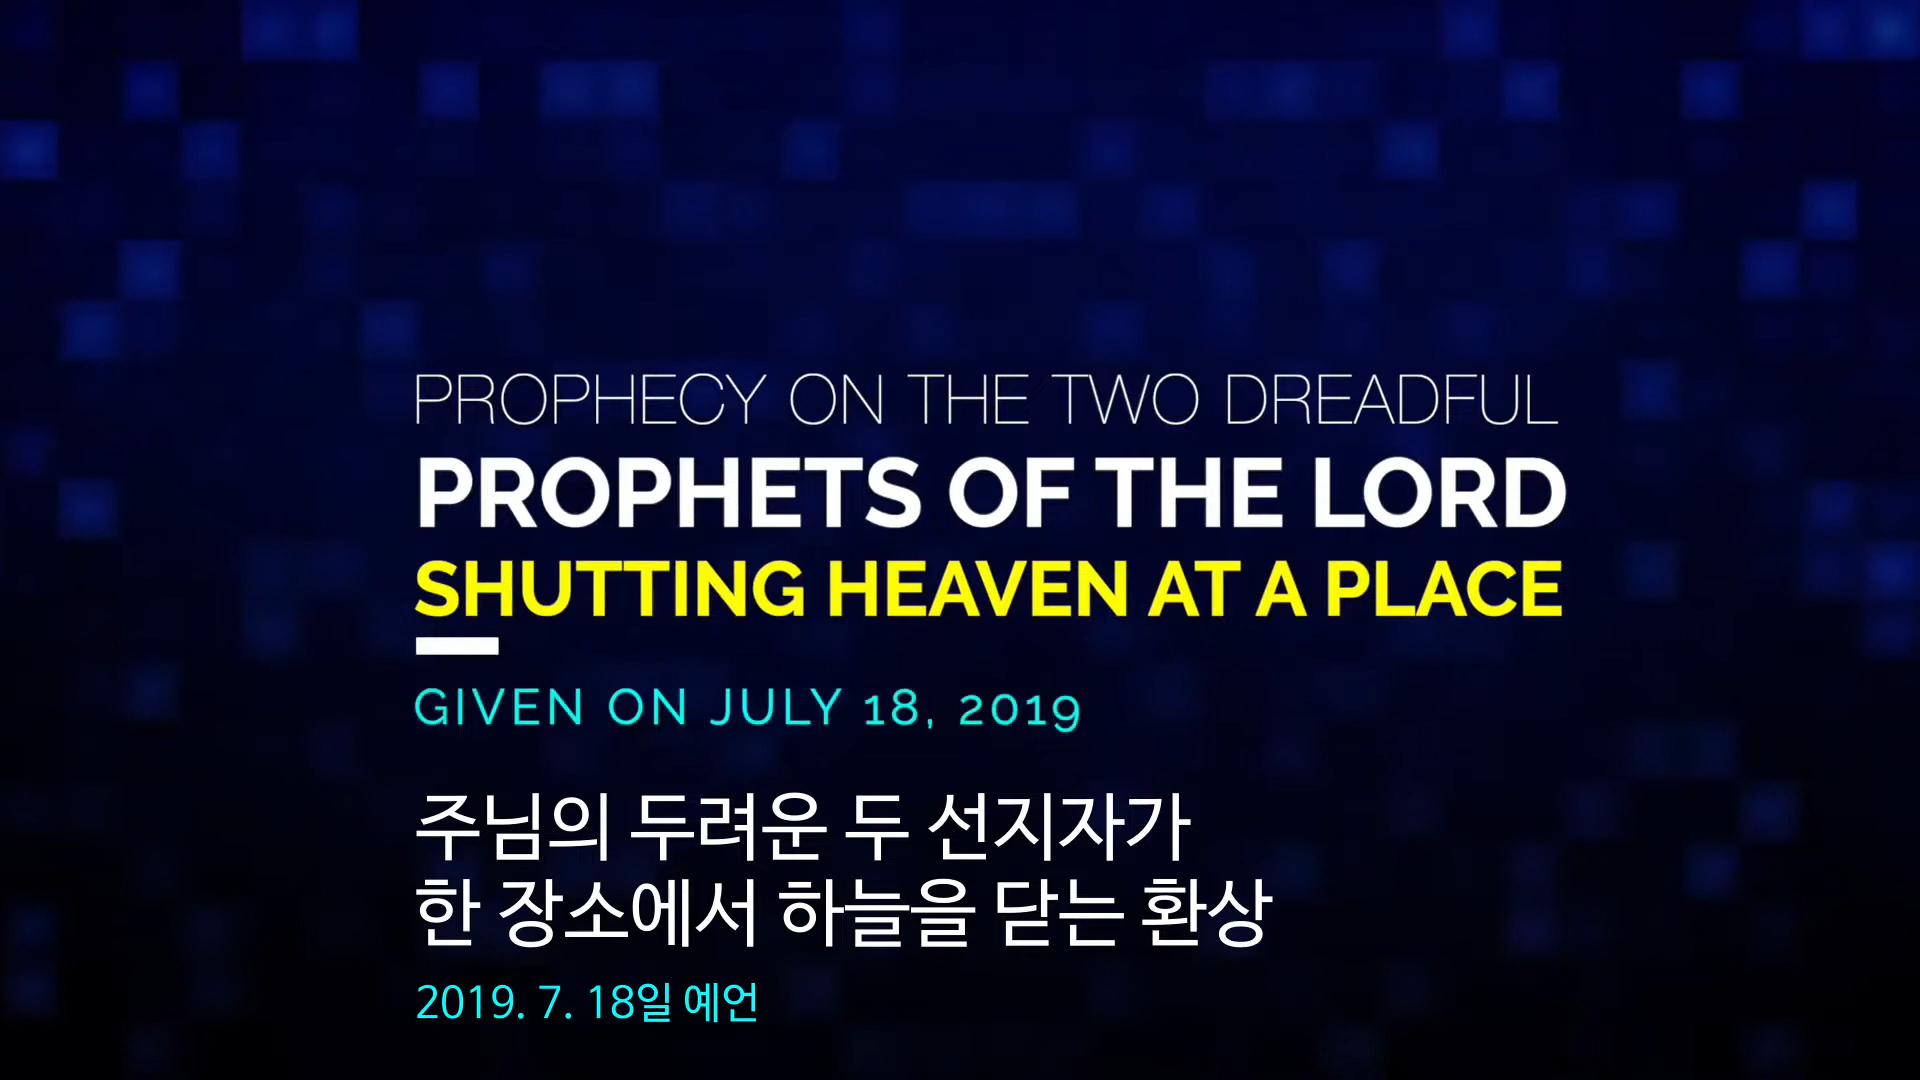 PROPHECY ON THE TWO DREADFUL
PROPHETS OF THE LORD
SHUTTING HEAVEN AT A PLACE
GIVEN ON JULY 18, 2019
주님의 두려운 두 선지자가
한 장소에서 하늘을 닫는 환상
2019. 7. 18일 예언